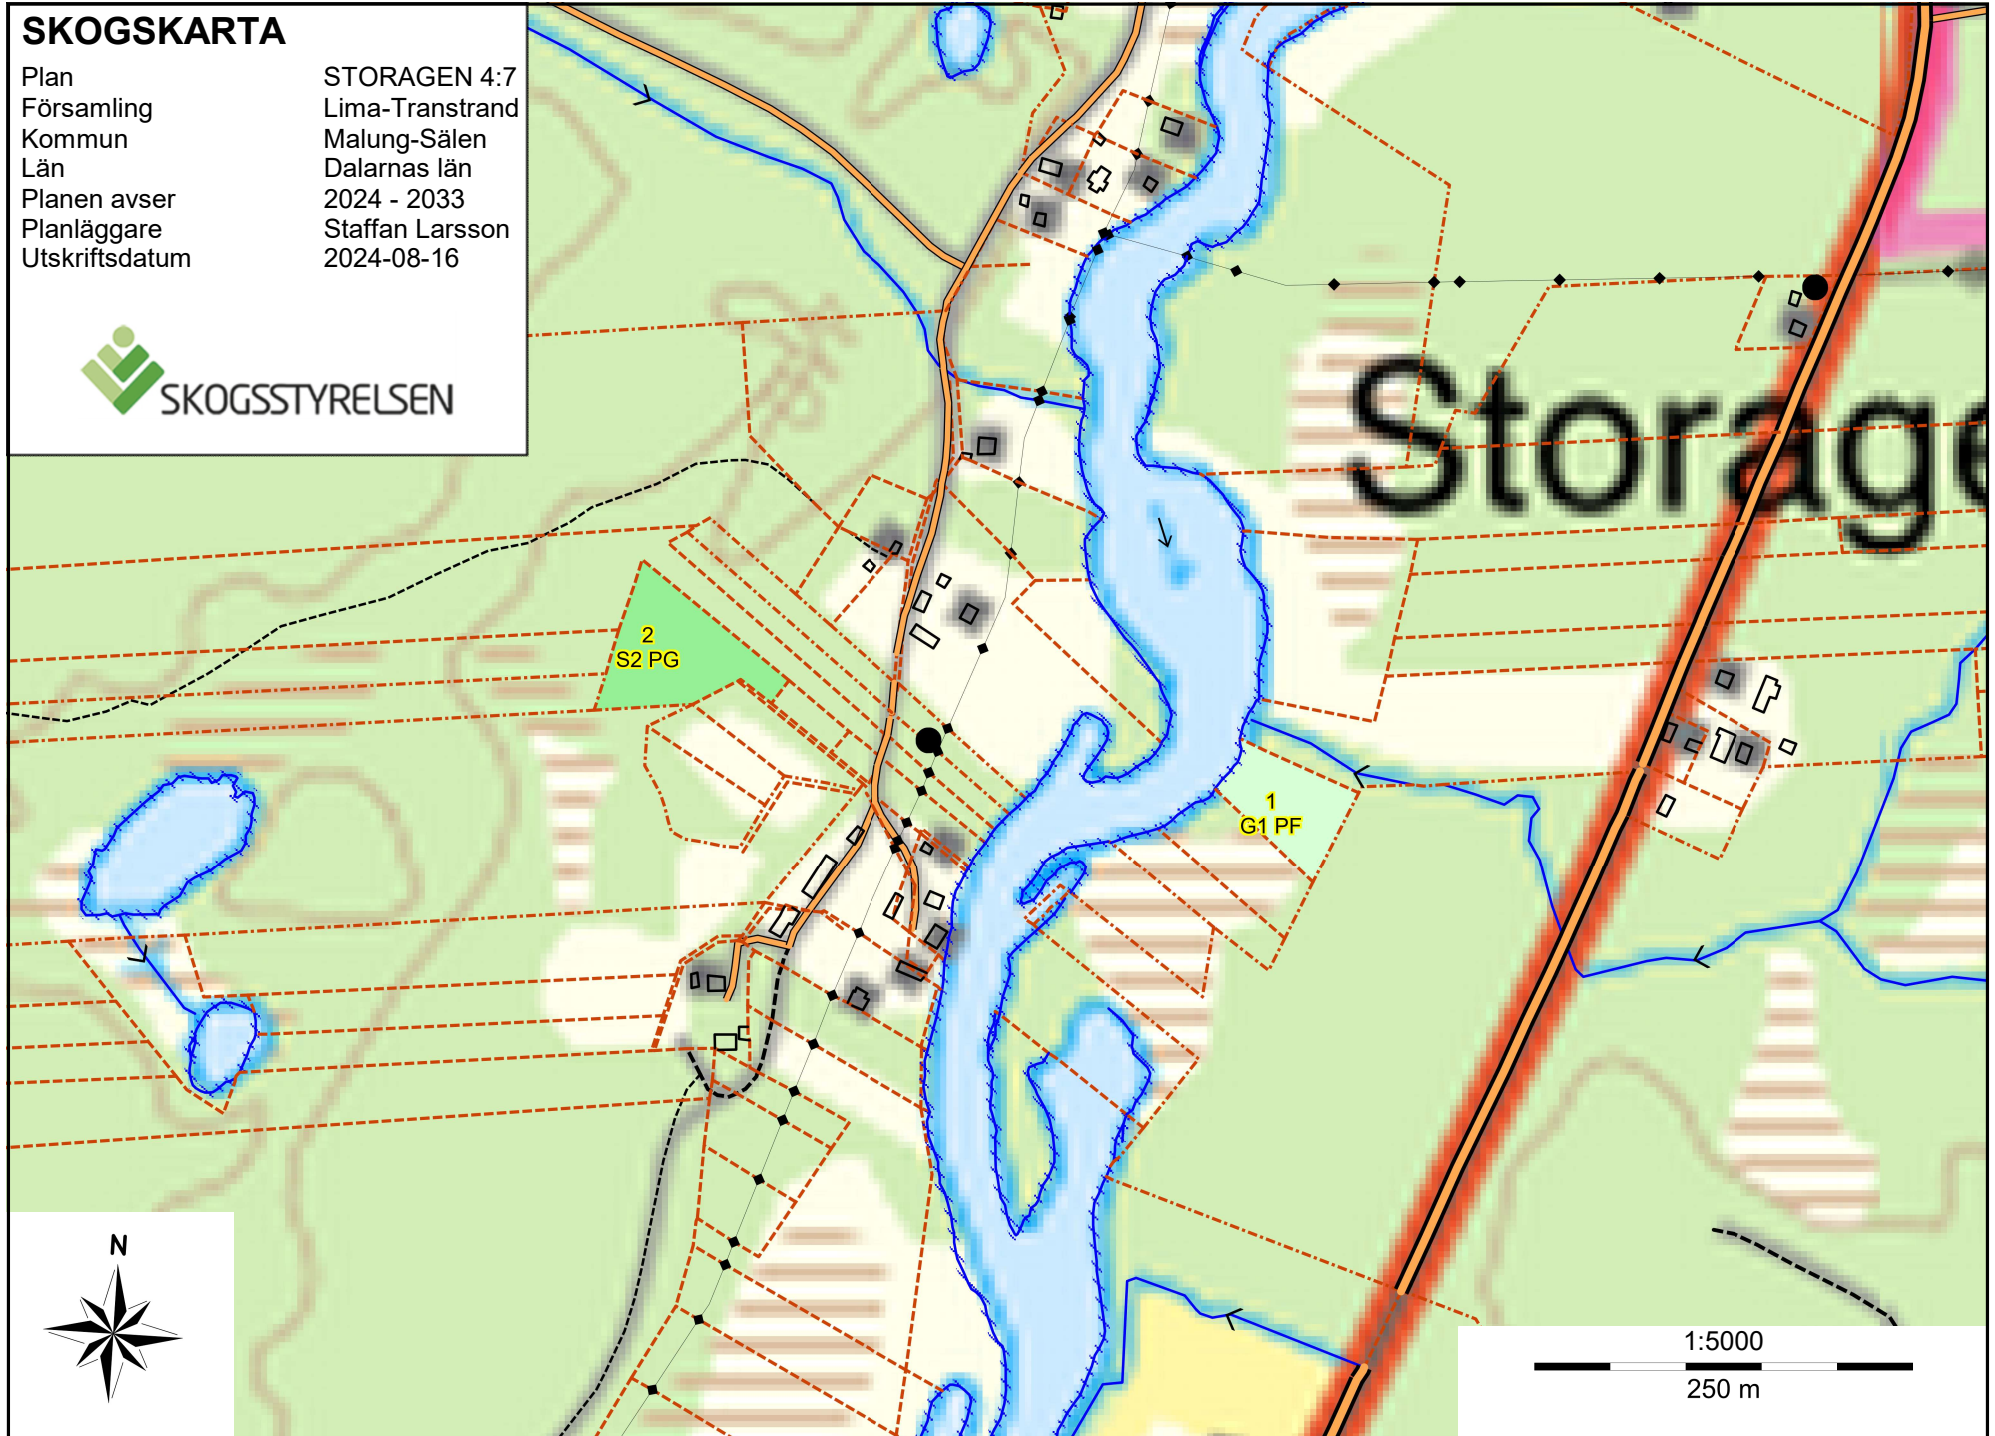 SKOGSKARTA
Plan STORAGEN 4:7
Församling Lima-Transtrand
Kommun Malung-Sälen
Län Dalarnas län
Planen avser 2024 - 2033
Planläggare Staffan Larsson
Utskriftsdatum 2024-08-16
SKOGSSTYRELSEN
Storage
2
S2 PG
1
G1 PF
N
1:5000
250 m